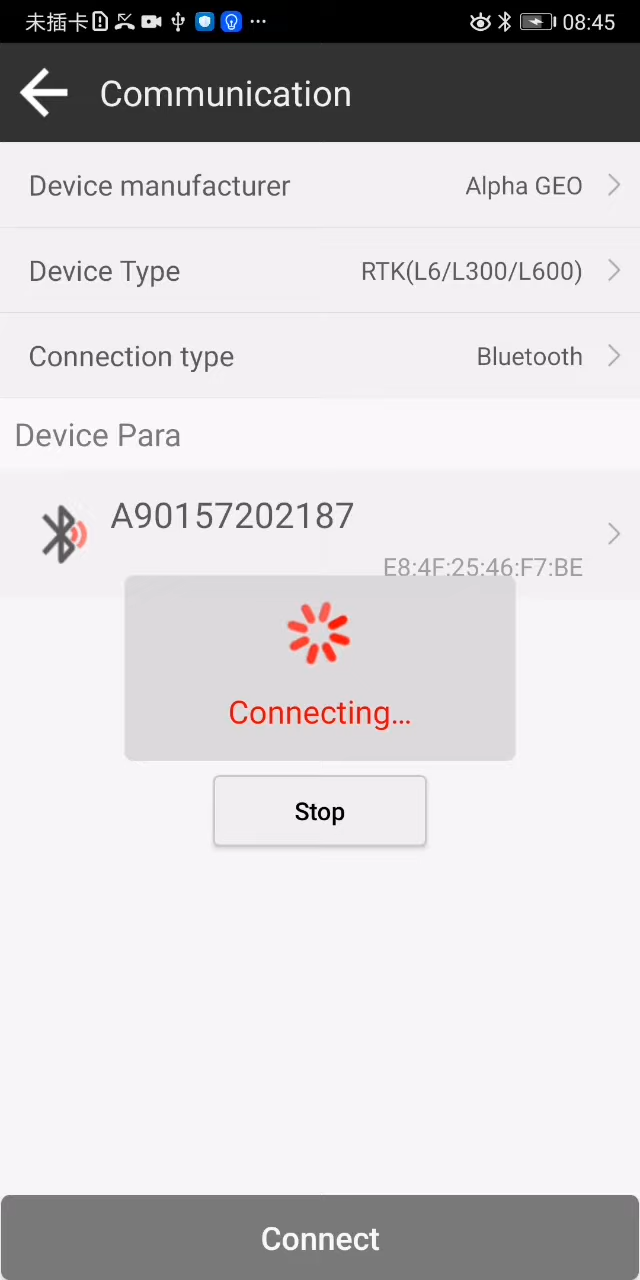 未插卡 08:45
Communication
Device manufacturer Alpha GEO
Device Type RTK(L6/L300/L600)
Connection type Bluetooth
Device Para
A90157202187
E8:4F:25:46:F7:BE
Connecting...
Stop
Connect